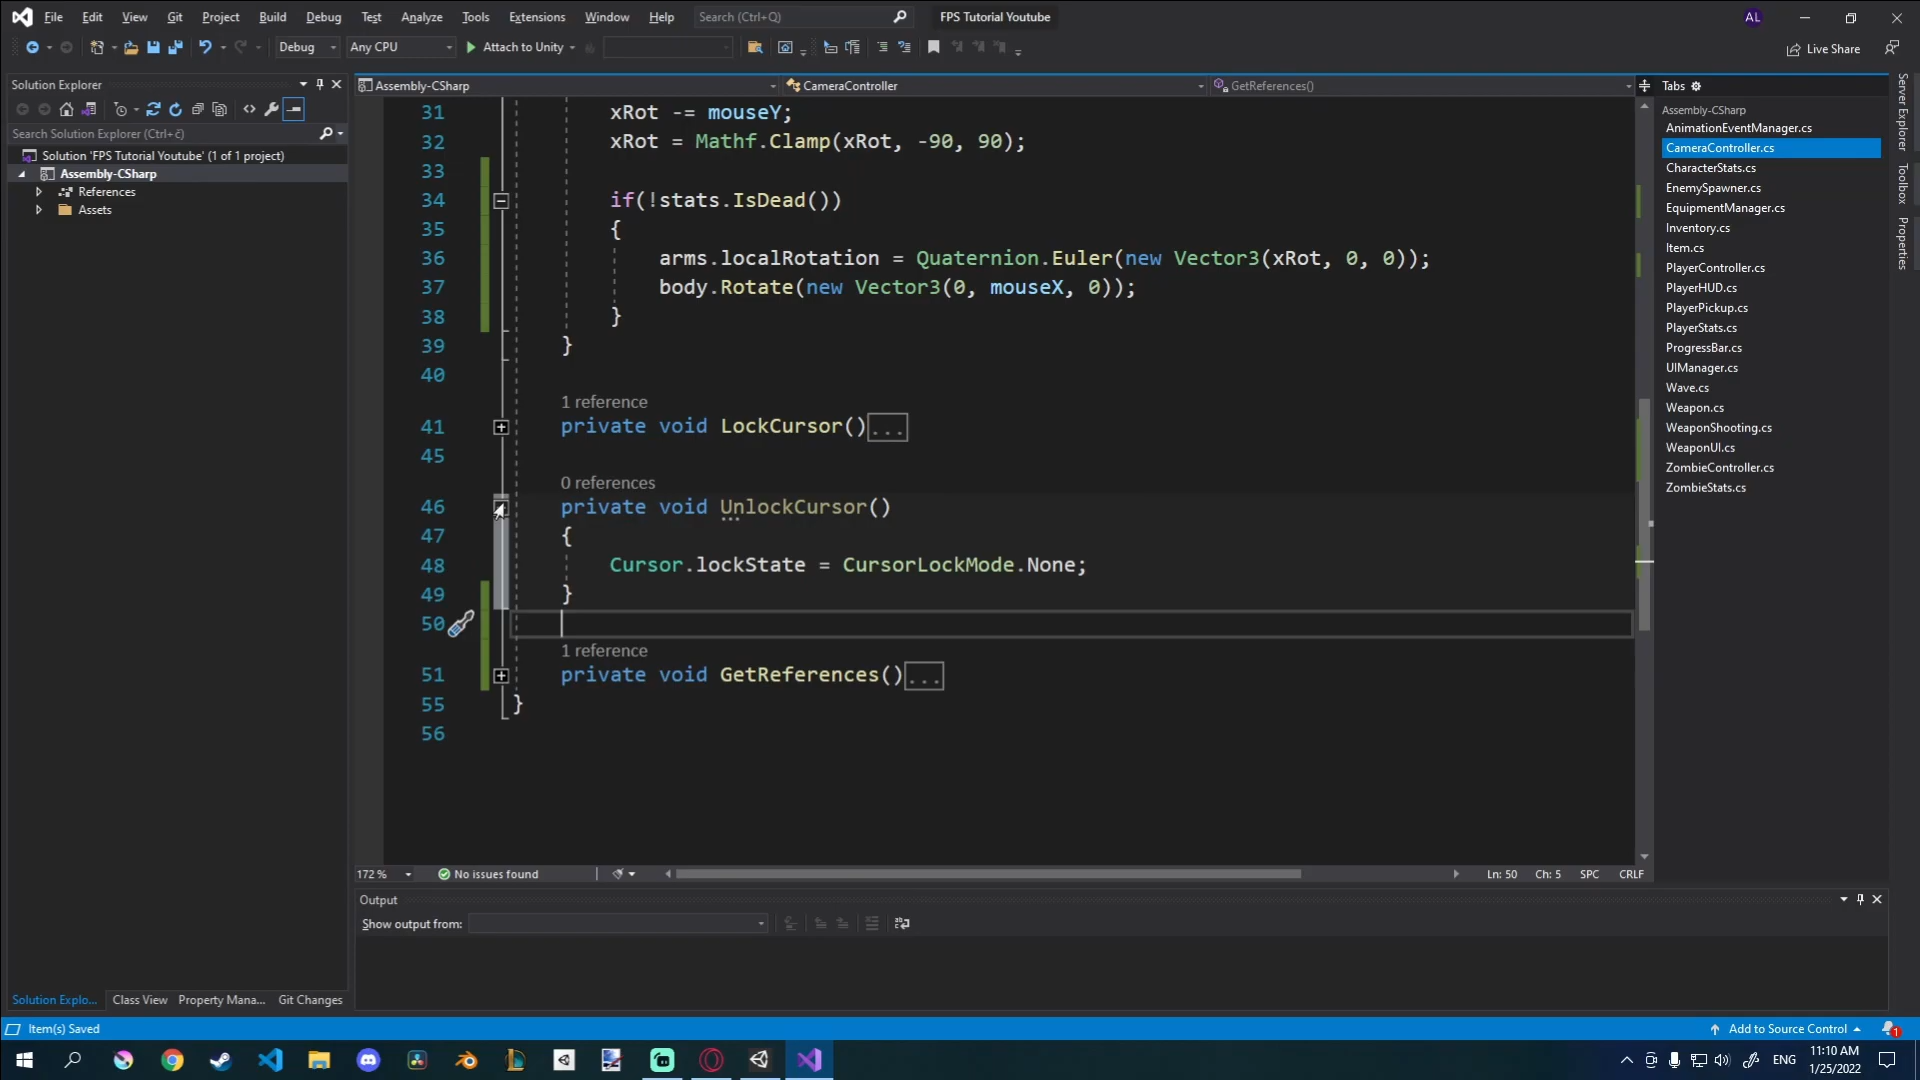 File Edit View Git Project Build Debug Test Analyze Tools Extensions Window Help Search (Ctrl+Q) FPS Tutorial Youtube AL
Debug Any CPU Attach to Unity Live Share
Solution Explorer
Search Solution Explorer (Ctrl+č)
Solution 'FPS Tutorial Youtube' (1 of 1 project)
Assembly-CSharp
References
Assets
Assembly-CSharp CameraController GetReferences()
31 xRot -= mouseY;
32 xRot = Mathf.Clamp(xRot, -90, 90);
33
34 if(!stats.IsDead())
35 {
36 arms.localRotation = Quaternion.Euler(new Vector3(xRot, 0, 0));
37 body.Rotate(new Vector3(0, mouseX, 0));
38 }
39 }
40
1 reference
41 private void LockCursor()...
45
0 references
46 private void UnlockCursor()
47 {
48 Cursor.lockState = CursorLockMode.None;
49 }
50
1 reference
51 private void GetReferences()...
55 }
56
172 % No issues found Ln: 50 Ch: 5 SPC CRLF
Tabs
Assembly-CSharp
AnimationEventManager.cs
CameraController.cs
CharacterStats.cs
EnemySpawner.cs
EquipmentManager.cs
Inventory.cs
Item.cs
PlayerController.cs
PlayerHUD.cs
PlayerPickup.cs
PlayerStats.cs
ProgressBar.cs
UIManager.cs
Wave.cs
Weapon.cs
WeaponShooting.cs
WeaponUI.cs
ZombieController.cs
ZombieStats.cs
Server Explorer
Toolbox
Properties
Output
Show output from:
Solution Explo... Class View Property Mana... Git Changes
Item(s) Saved Add to Source Control 1
ENG 11:10 AM
1/25/2022